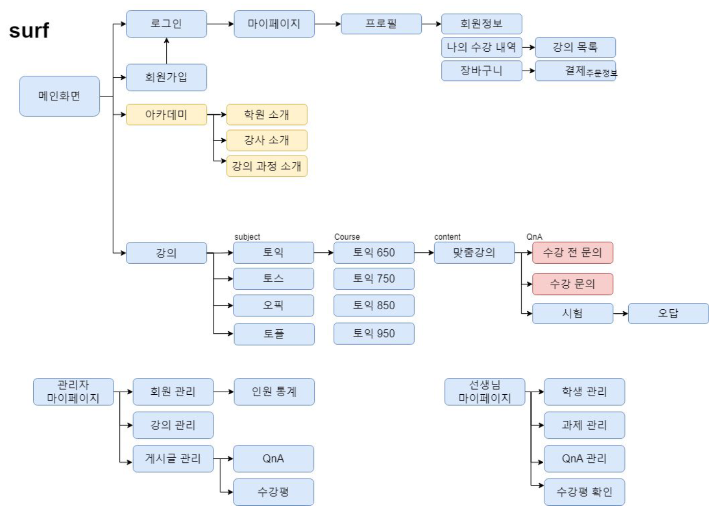 surf
로그인
마이페이지
프로필
회원정보
나의 수강 내역
강의 목록
회원가입
장바구니
결제주문정보
메인화면
아카데미
학원 소개
강사 소개
강의 과정 소개
subject
Course
content
QnA
강의
토익
토익 650
맞춤강의
수강 전 문의
토스
토익 750
수강 문의
오픽
토익 850
시험
오답
토플
토익 950
관리자
마이페이지
회원 관리
인원 통계
강의 관리
게시글 관리
QnA
수강평
선생님
마이페이지
학생 관리
과제 관리
QnA 관리
수강평 확인